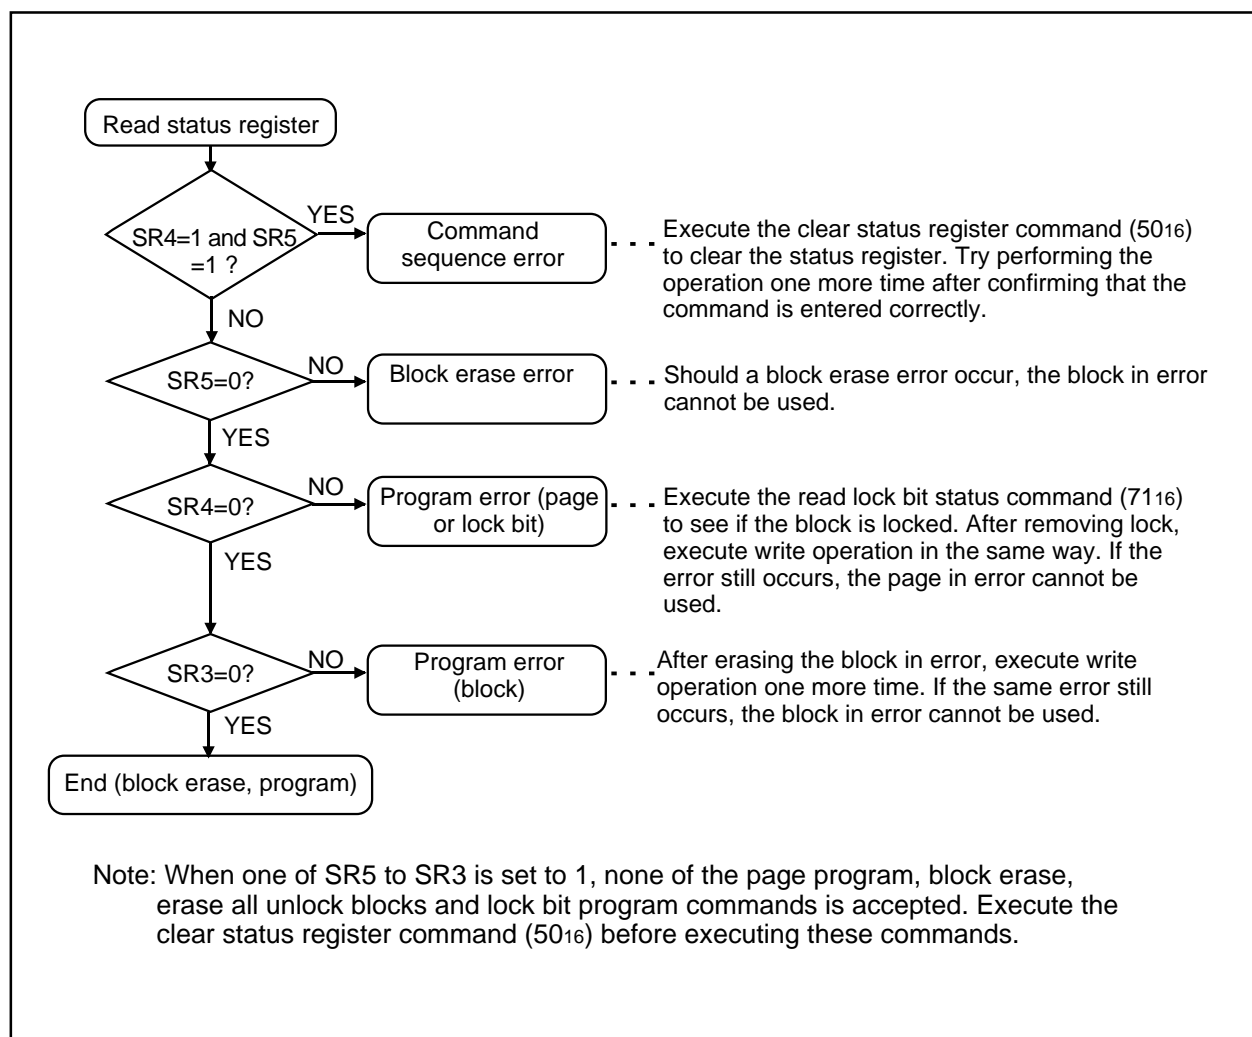 Read status register
SR4=1 and SR5
=1 ?
YES
Command
sequence error
Execute the clear status register command (5016)
to clear the status register. Try performing the
operation one more time after confirming that the
command is entered correctly.
NO
SR5=0?
NO
Block erase error
Should a block erase error occur, the block in error
cannot be used.
YES
SR4=0?
NO
Program error (page
or lock bit)
Execute the read lock bit status command (7116)
to see if the block is locked. After removing lock,
execute write operation in the same way. If the
error still occurs, the page in error cannot be
used.
YES
SR3=0?
NO
Program error
(block)
After erasing the block in error, execute write
operation one more time. If the same error still
occurs, the block in error cannot be used.
YES
End (block erase, program)
Note: When one of SR5 to SR3 is set to 1, none of the page program, block erase,
erase all unlock blocks and lock bit program commands is accepted. Execute the
clear status register command (5016) before executing these commands.